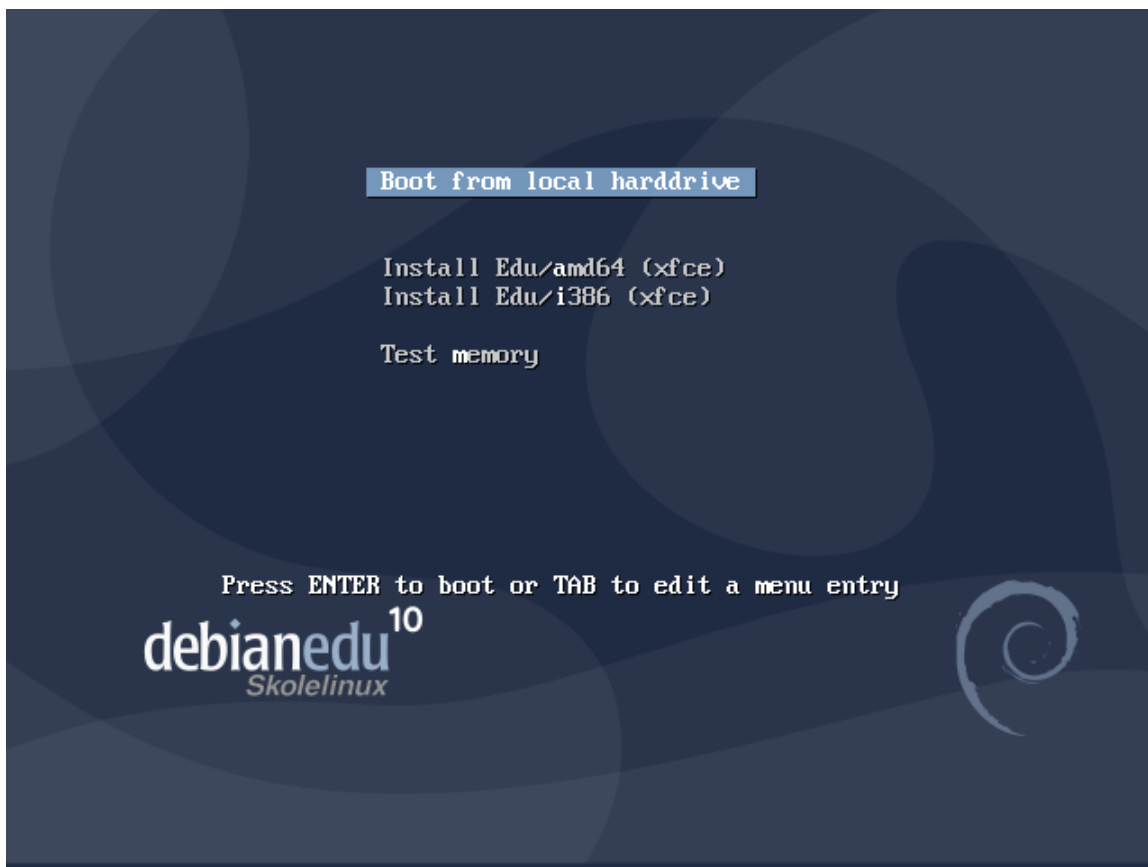 Boot from local harddrive
Install Edu/amd64 (xfce)
Install Edu/i386 (xfce)
Test memory
Press ENTER to boot or TAB to edit a menu entry
debianedu 10
Skolelinux